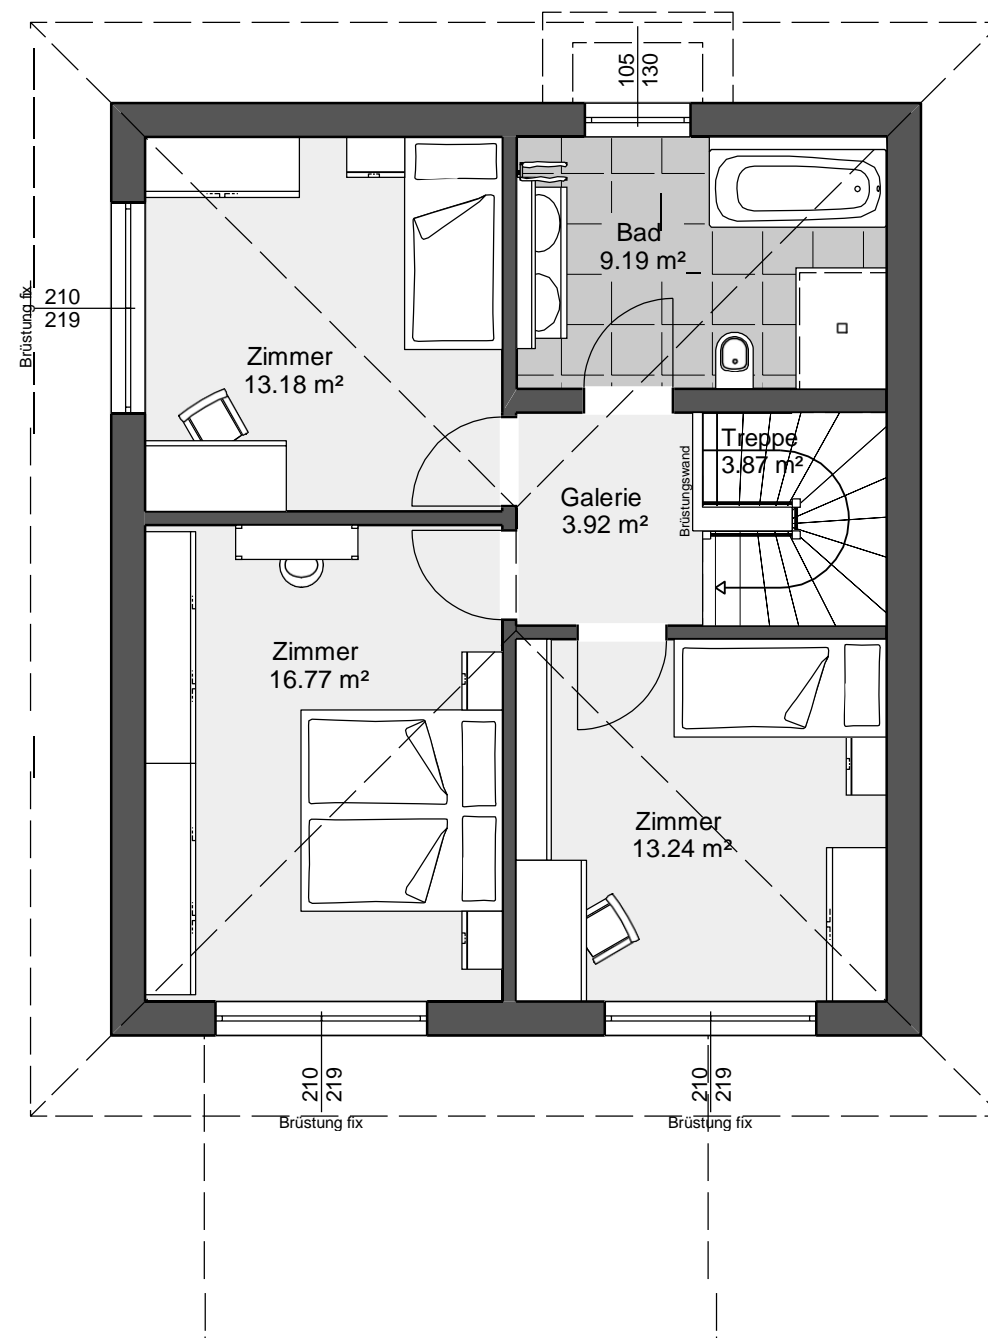 105
130
Bad
9.19 m²
210
219
Brüstung fix
Zimmer
13.18 m²
Treppe
3.87 m²
Brüstungswand
Galerie
3.92 m²
Zimmer
16.77 m²
Zimmer
13.24 m²
210
219
Brüstung fix
210
219
Brüstung fix